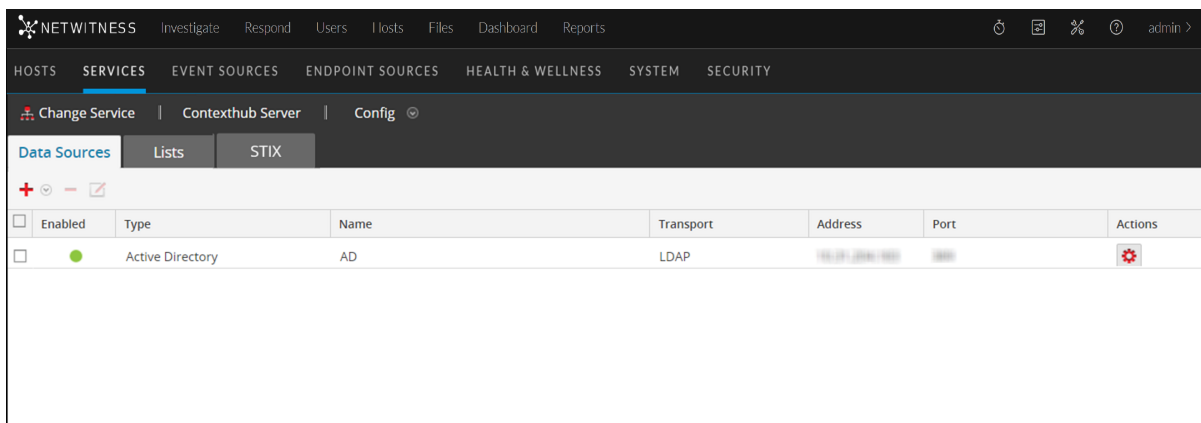 NETWITNESS Investigate Respond Users Hosts Files Dashboard Reports admin >
HOSTS SERVICES EVENT SOURCES ENDPOINT SOURCES HEALTH & WELLNESS SYSTEM SECURITY
Change Service | Contexthub Server | Config
Data Sources Lists STIX
Enabled Type Name Transport Address Port Actions
Active Directory AD LDAP